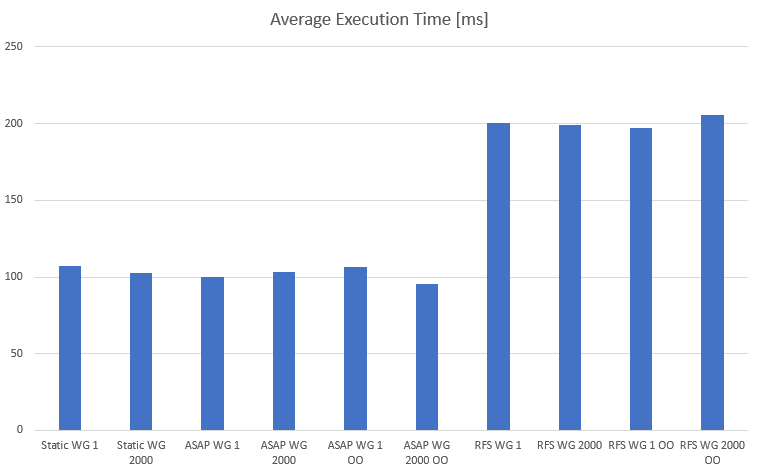 Average Execution Time [ms]
250
200
150
100
50
0
Static WG 1
Static WG
2000
ASAP WG 1
ASAP WG
2000
ASAP WG 1
OO
ASAP WG
2000 OO
RFS WG 1
RFS WG 2000
RFS WG 1 OO
RFS WG 2000
OO